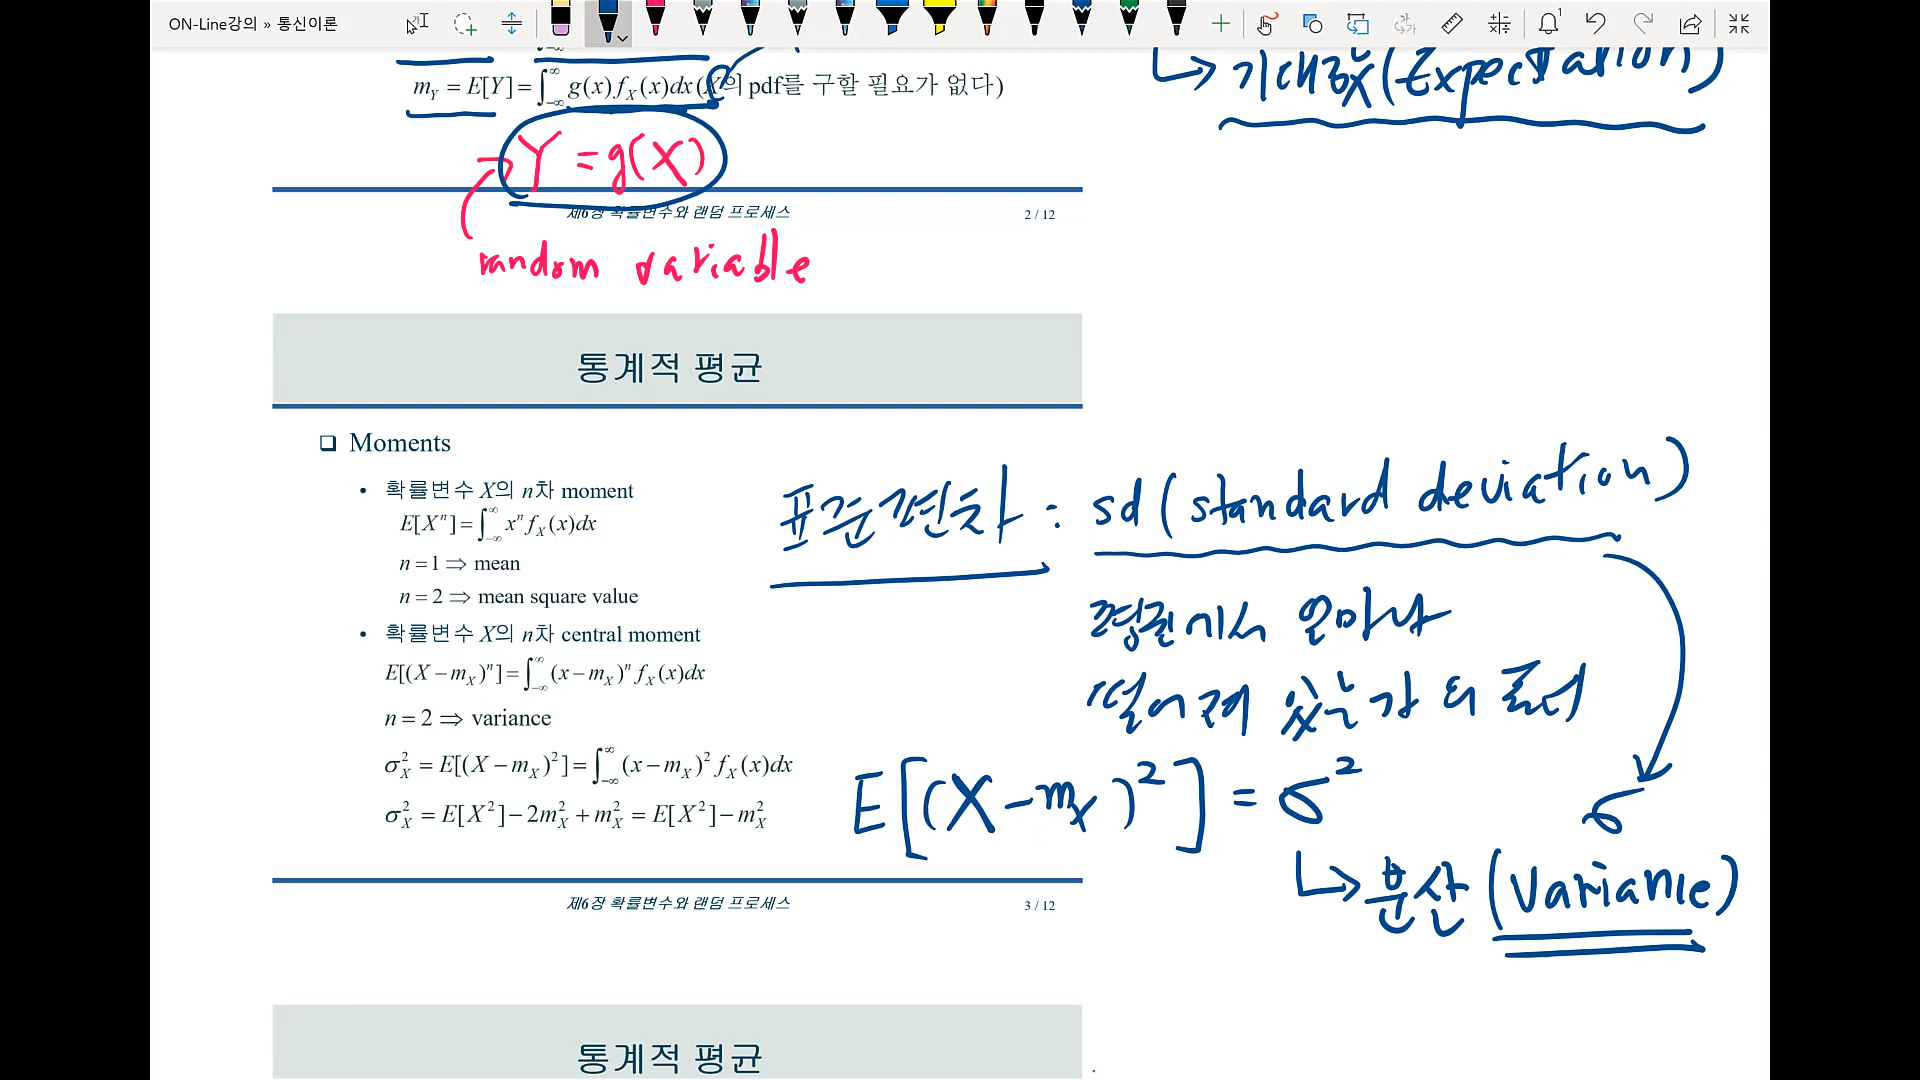 ON-Line강의 » 통신이론
기대값(Expectation)
m_Y = E[Y] = ∫_{-∞}^{∞} g(x) f_X(x)dx (X의 pdf를 구할 필요가 없다)
Y = g(X)
제6장 확률변수와 랜덤 프로세스
2 / 12
random variable
통계적 평균
❑ Moments
• 확률변수 X의 n차 moment
E[X^n] = ∫_{-∞}^{∞} x^n f_X(x)dx
n = 1 ⇒ mean
n = 2 ⇒ mean square value
• 확률변수 X의 n차 central moment
E[(X − m_X)^n] = ∫_{-∞}^{∞} (x − m_X)^n f_X(x)dx
n = 2 ⇒ variance
σ_X^2 = E[(X − m_X)^2] = ∫_{-∞}^{∞} (x − m_X)^2 f_X(x)dx
σ_X^2 = E[X^2] − 2m_X^2 + m_X^2 = E[X^2] − m_X^2
표준편차 : sd (standard deviation)
평균에서 얼마나
떨어져 있는가
E[(X − m_X)^2] = σ^2
σ
↳ 분산 (Variance)
제6장 확률변수와 랜덤 프로세스
3 / 12
통계적 평균